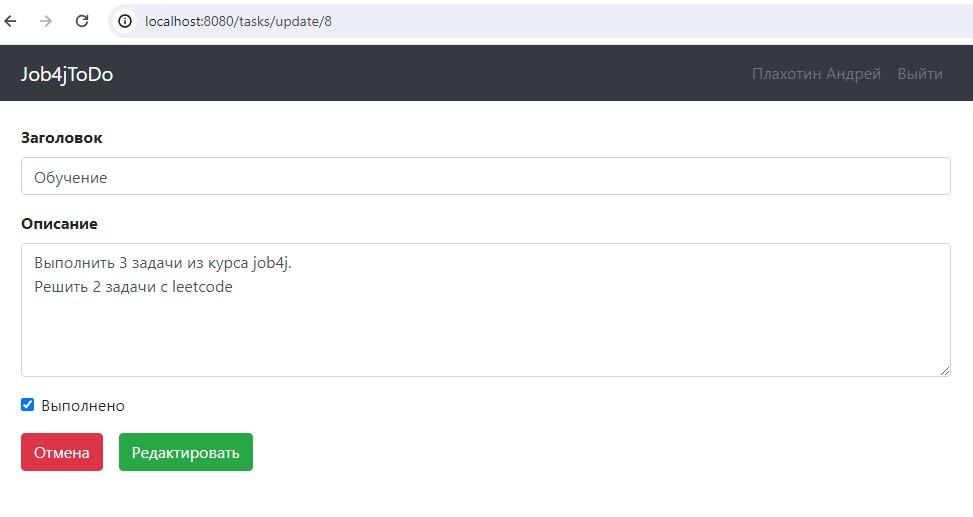 localhost:8080/tasks/update/8
Job4jToDo
Плахотин Андрей Выйти
Заголовок
Обучение
Описание
Выполнить 3 задачи из курса job4j.
Решить 2 задачи с leetcode
Выполнено
Отмена Редактировать